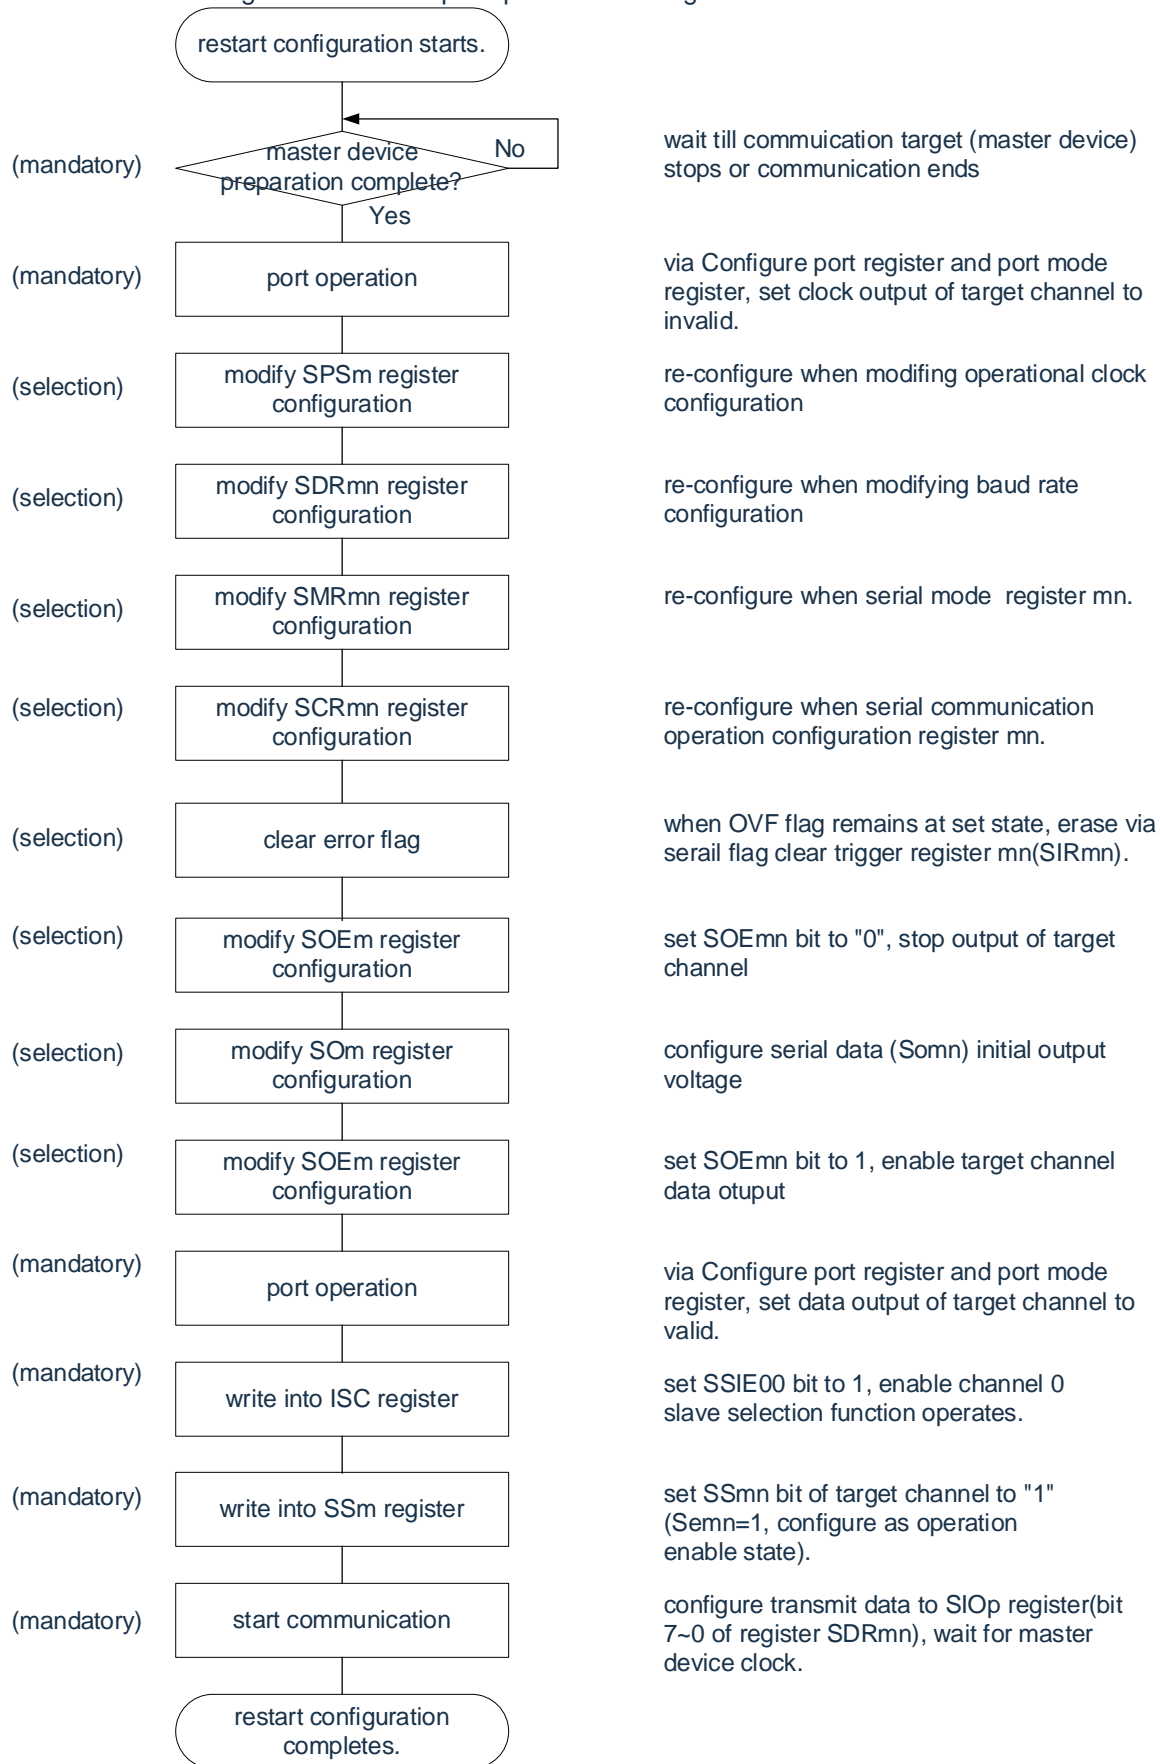 restart configuration starts.
(mandatory)
master device
preparation complete?
No
wait till commuication target (master device)
stops or communication ends
Yes
(mandatory)
port operation
via Configure port register and port mode
register, set clock output of target channel to
invalid.
(selection)
modify SPSm register
configuration
re-configure when modifing operational clock
configuration
(selection)
modify SDRmn register
configuration
re-configure when modifying baud rate
configuration
(selection)
modify SMRmn register
configuration
re-configure when serial mode  register mn.
(selection)
modify SCRmn register
configuration
re-configure when serial communication
operation configuration register mn.
(selection)
clear error flag
when OVF flag remains at set state, erase via
serail flag clear trigger register mn(SIRmn).
(selection)
modify SOEm register
configuration
set SOEmn bit to "0", stop output of target
channel
(selection)
modify SOm register
configuration
configure serial data (Somn) initial output
voltage
(selection)
modify SOEm register
configuration
set SOEmn bit to 1, enable target channel
data otuput
(mandatory)
port operation
via Configure port register and port mode
register, set data output of target channel to
valid.
(mandatory)
write into ISC register
set SSIE00 bit to 1, enable channel 0
slave selection function operates.
(mandatory)
write into SSm register
set SSmn bit of target channel to "1"
(Semn=1, configure as operation
enable state).
(mandatory)
start communication
configure transmit data to SIOp register(bit
7~0 of register SDRmn), wait for master
device clock.
restart configuration
completes.